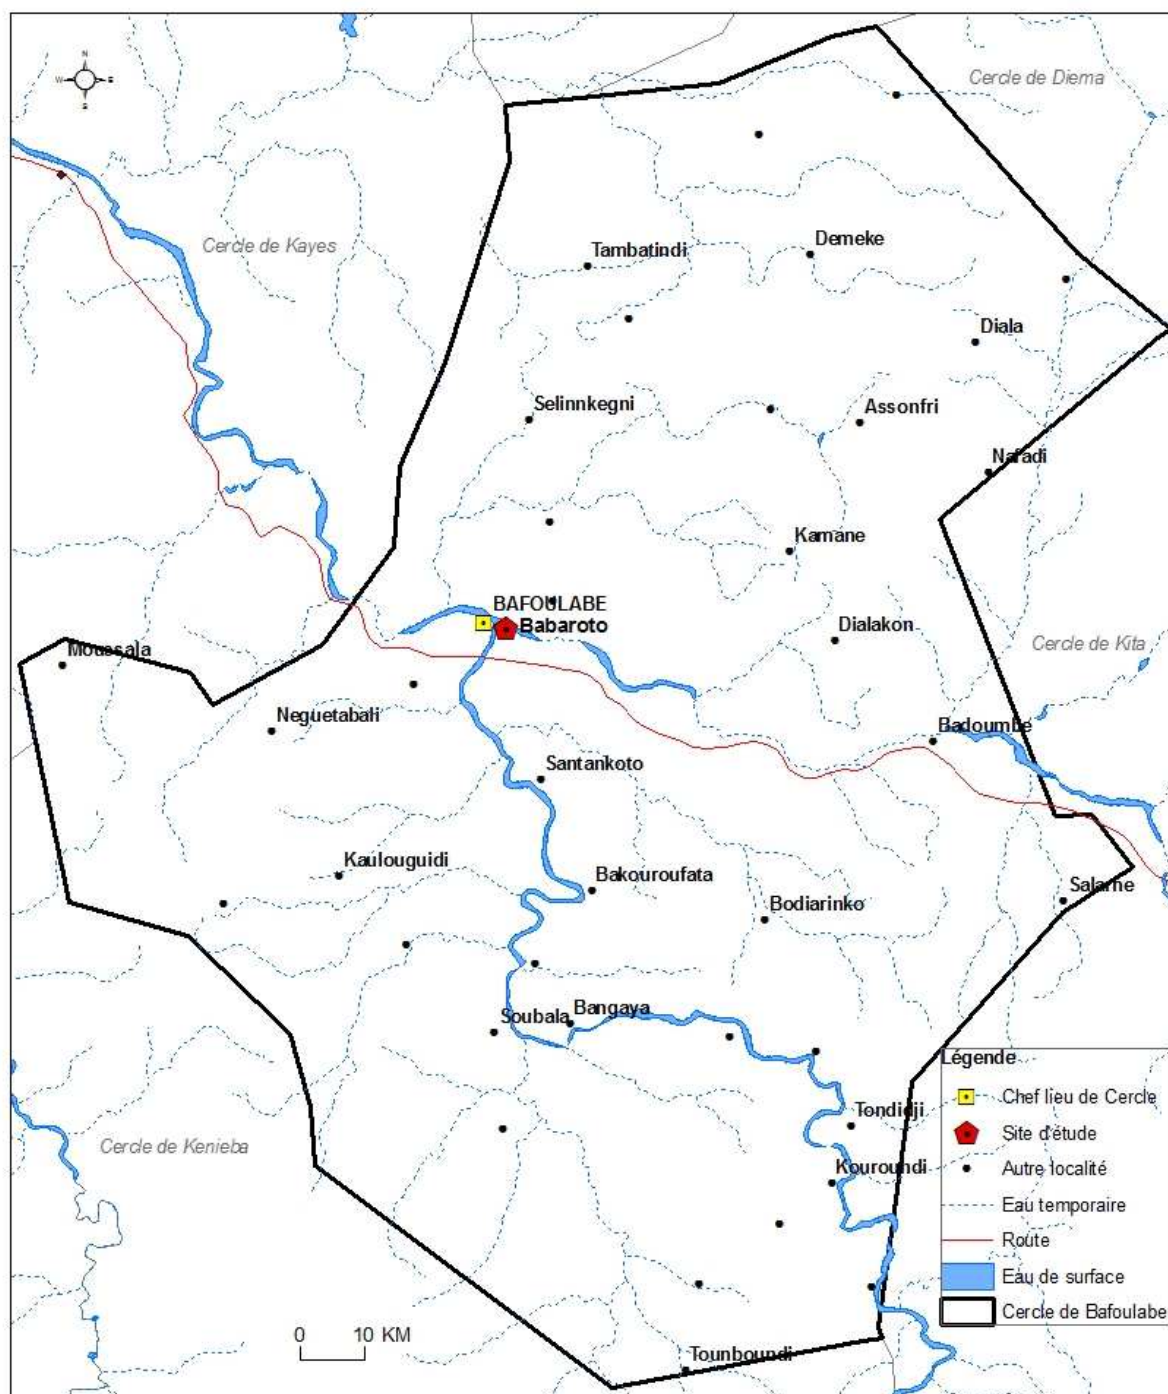 N
W
S
Cercle de Diema
Cercle de Kayes
Tambatindi
Demeke
Diala
Selinnkegni
Assonfri
Nafadi
Kamane
BAFOULABE
Babaroto
Dialakon
Cercle de Kita
Moussala
Neguetabali
Badoumbe
Santankoto
Kaulouguidi
Bakouroufata
Salame
Bodiarinko
Bangaya
Soubala
Légende
Chef lieu de Cercle
Tondidji
Site d'étude
Cercle de Kenieba
Kouroundi
Autre localité
Eau temporaire
Route
Eau de surface
Cercle de Bafoulabe
0 10 KM
Tounboundi